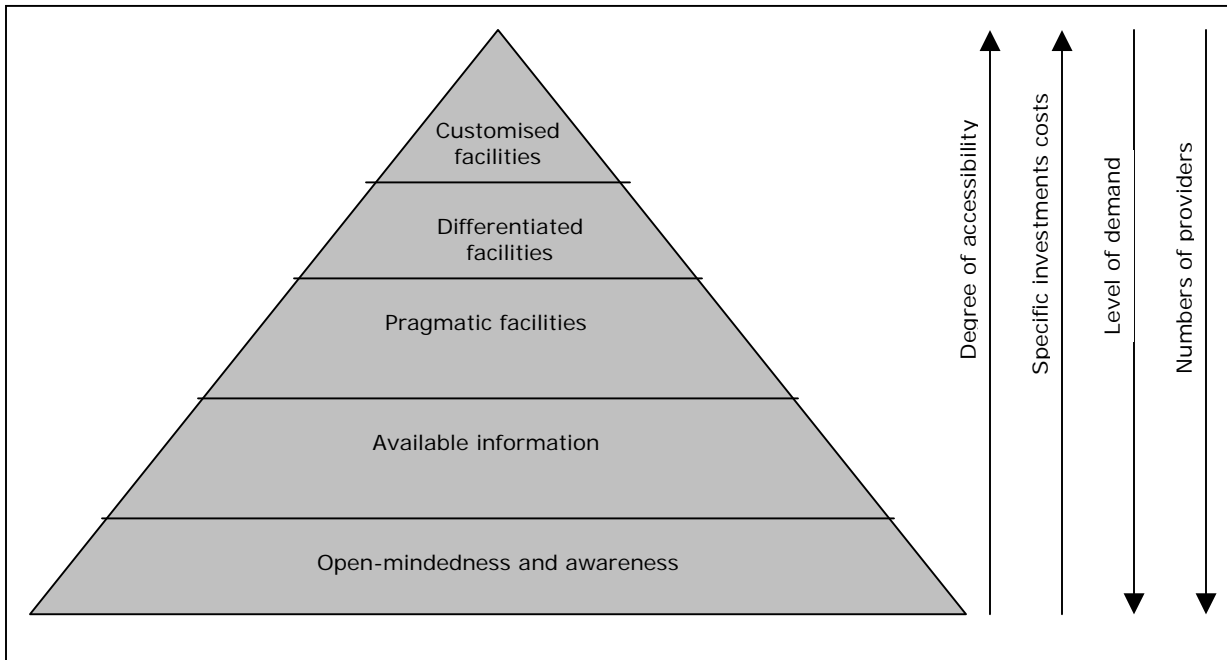 Customised
facilities
Differentiated
facilities
Pragmatic facilities
Available information
Open-mindedness and awareness
Degree of accessibility
Specific investments costs
Level of demand
Numbers of providers